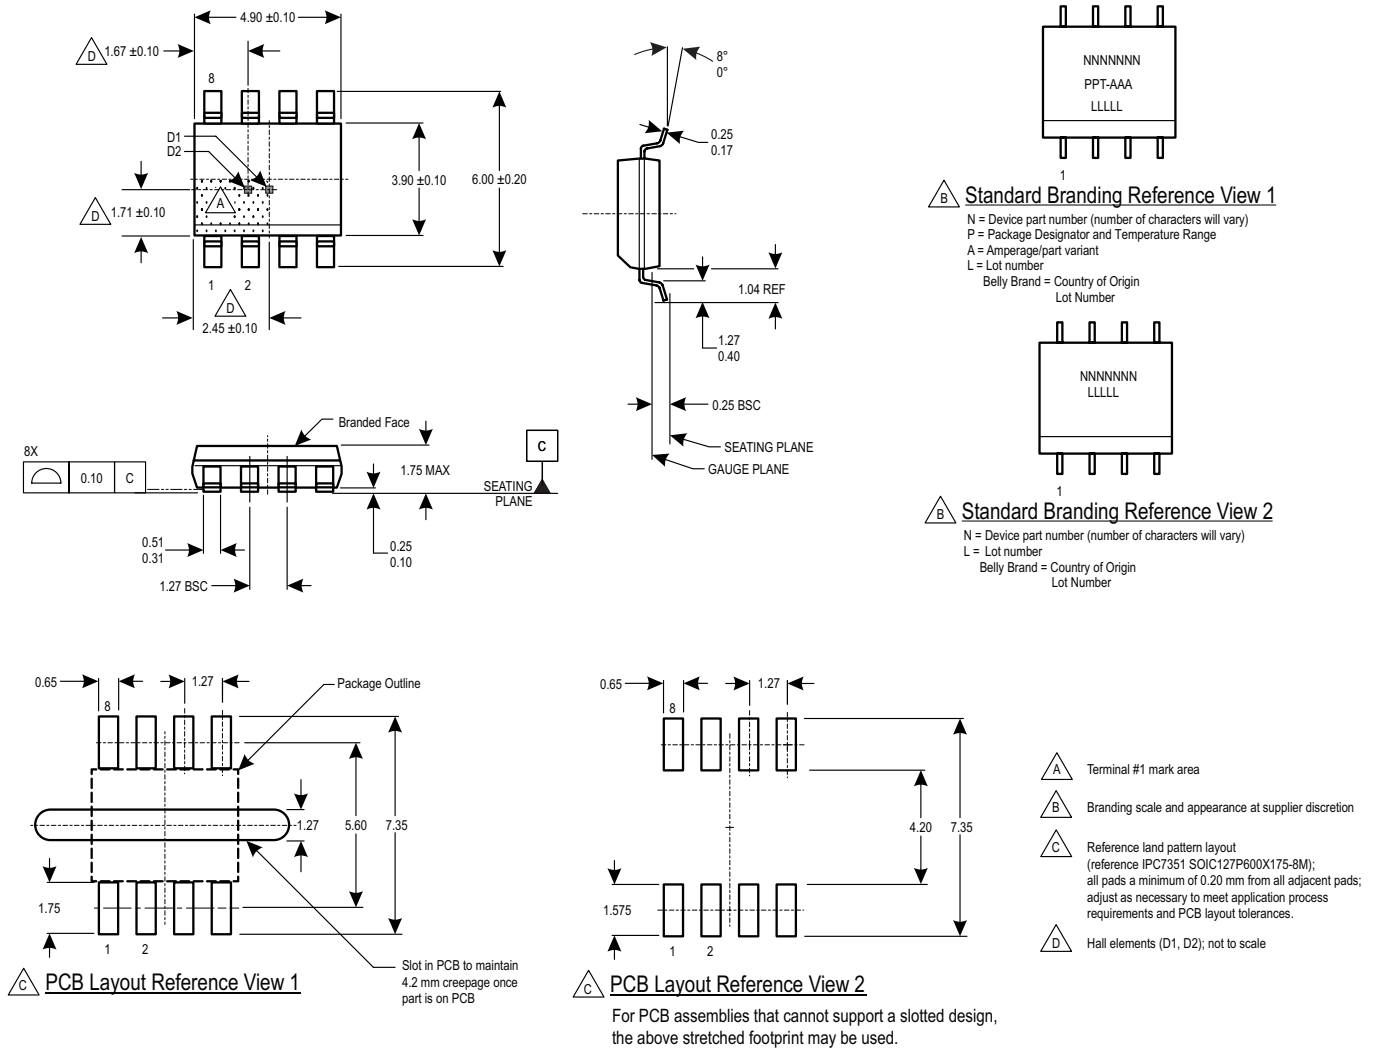 4.90 ±0.10
D 1.67 ±0.10
8
D1
D2
A
3.90 ±0.10
6.00 ±0.20
D 1.71 ±0.10
1 2
D
2.45 ±0.10
8°
0°
0.25
0.17
1.04 REF
1.27
0.40
0.25 BSC
SEATING PLANE
GAUGE PLANE
NNNNNNN
PPT-AAA
LLLLL
1
B Standard Branding Reference View 1
N = Device part number (number of characters will vary)
P = Package Designator and Temperature Range
A = Amperage/part variant
L = Lot number
Belly Brand = Country of Origin
Lot Number
NNNNNNN
LLLLL
1
B Standard Branding Reference View 2
N = Device part number (number of characters will vary)
L = Lot number
Belly Brand = Country of Origin
Lot Number
Branded Face
8X
0.10 C
1.75 MAX
C
SEATING
PLANE
0.51
0.31
0.25
0.10
1.27 BSC
0.65
1.27
Package Outline
8
1.27
5.60
7.35
1.75
1 2
Slot in PCB to maintain
4.2 mm creepage once
part is on PCB
C PCB Layout Reference View 1
0.65
1.27
8
4.20
7.35
1.575
1 2
C PCB Layout Reference View 2
For PCB assemblies that cannot support a slotted design,
the above stretched footprint may be used.
A Terminal #1 mark area
B Branding scale and appearance at supplier discretion
C Reference land pattern layout
(reference IPC7351 SOIC127P600X175-8M);
all pads a minimum of 0.20 mm from all adjacent pads;
adjust as necessary to meet application process
requirements and PCB layout tolerances.
D Hall elements (D1, D2); not to scale